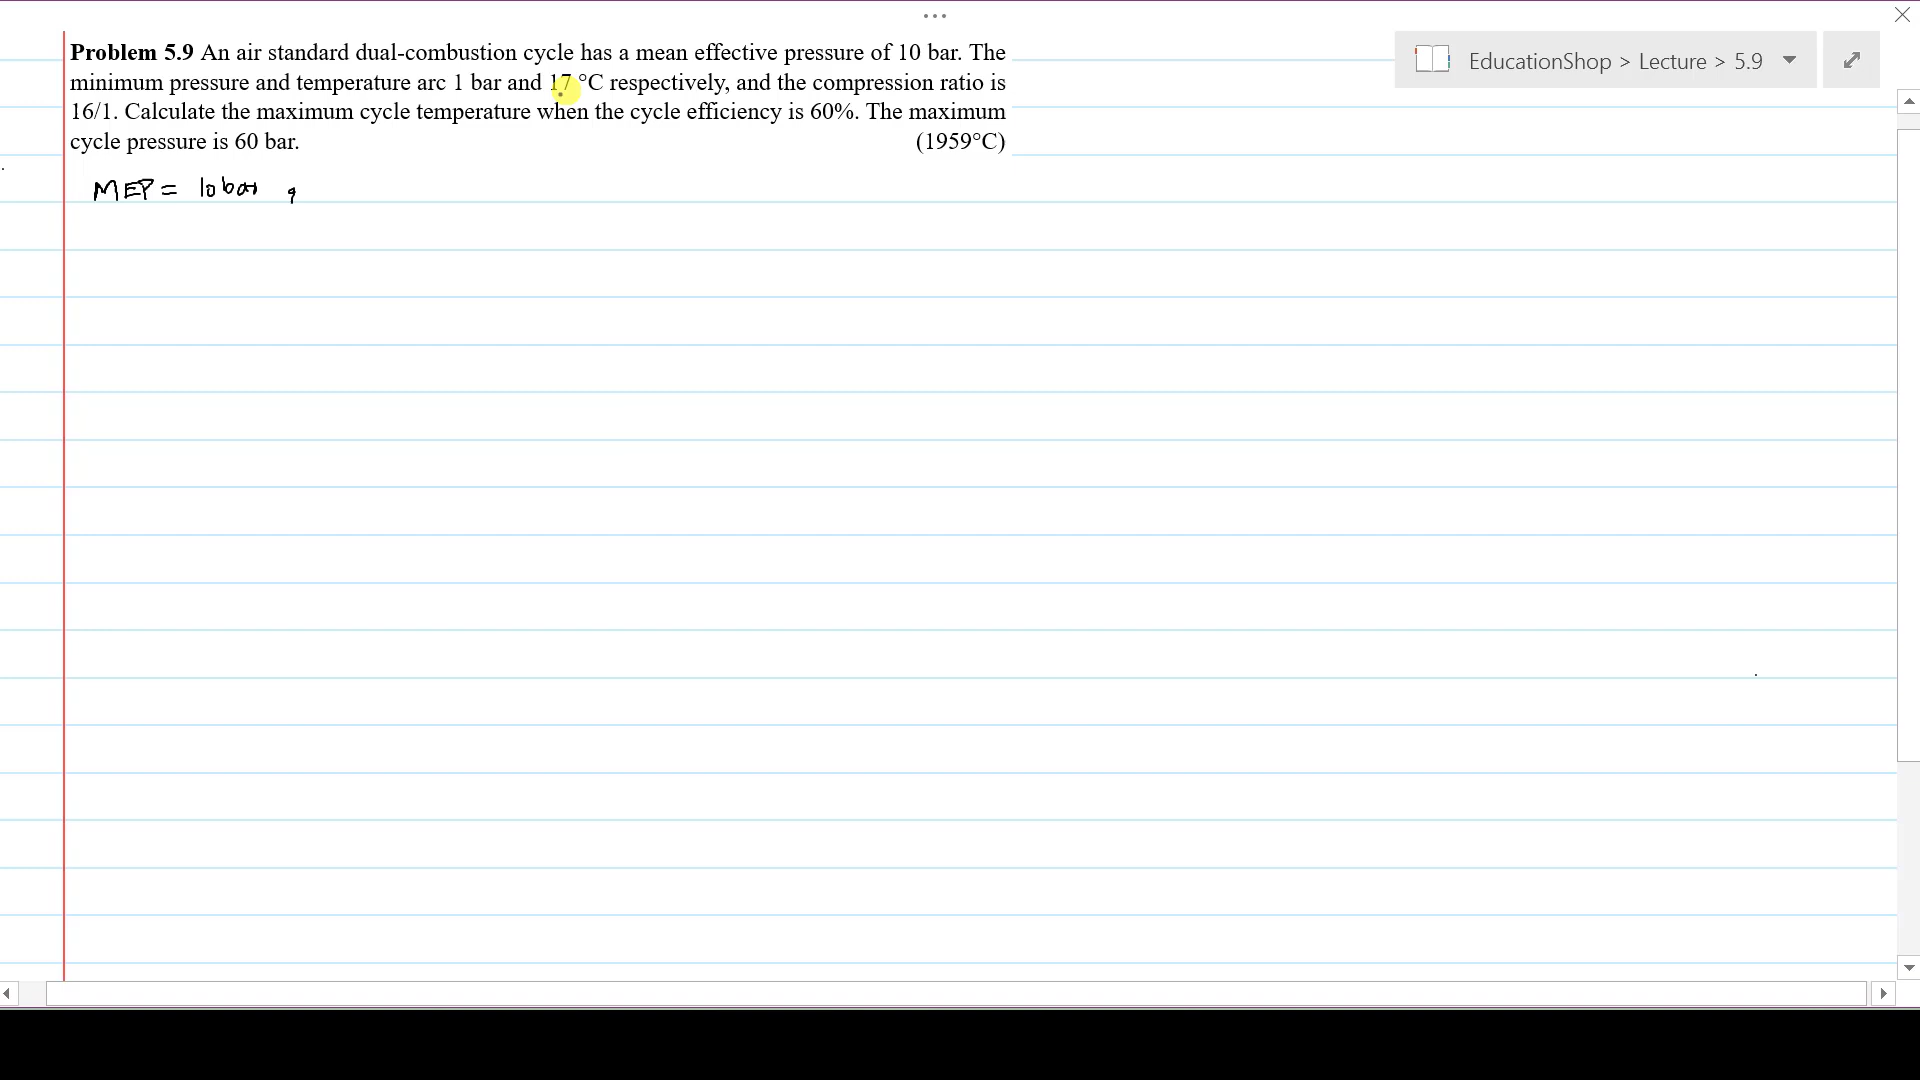 Problem 5.9 An air standard dual-combustion cycle has a mean effective pressure of 10 bar. The
minimum pressure and temperature arc 1 bar and 17 °C respectively, and the compression ratio is
16/1. Calculate the maximum cycle temperature when the cycle efficiency is 60%. The maximum
cycle pressure is 60 bar. (1959°C)
EducationShop > Lecture > 5.9
MEP = 10 bar ,